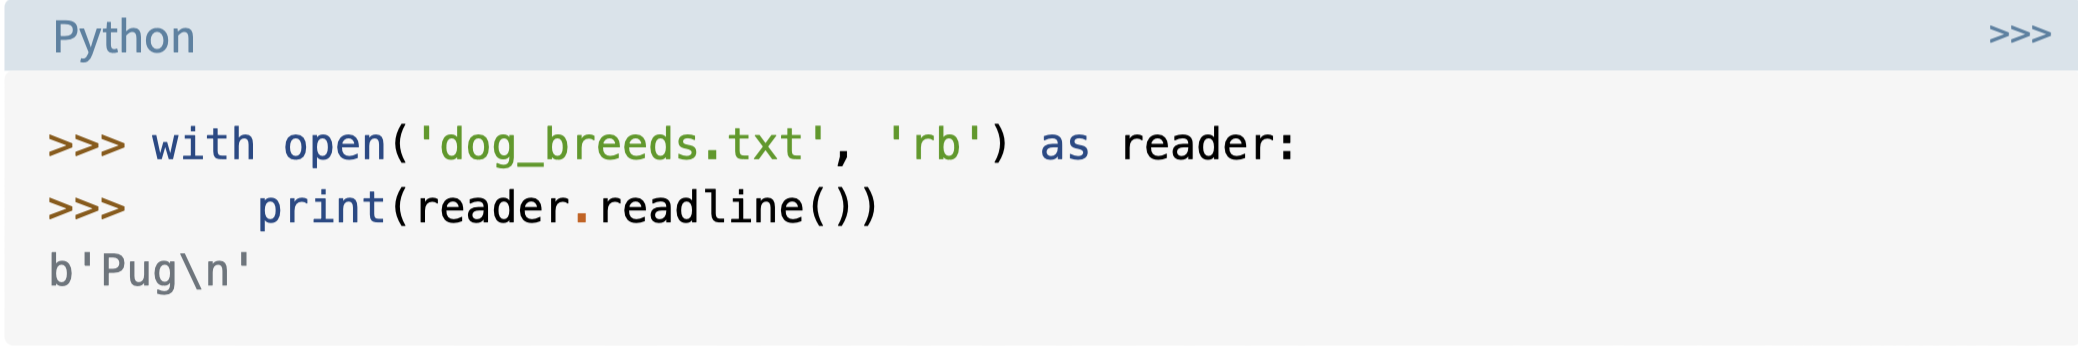 Python >>>
>>> with open('dog_breeds.txt', 'rb') as reader:
>>>     print(reader.readline())
b'Pug\n'